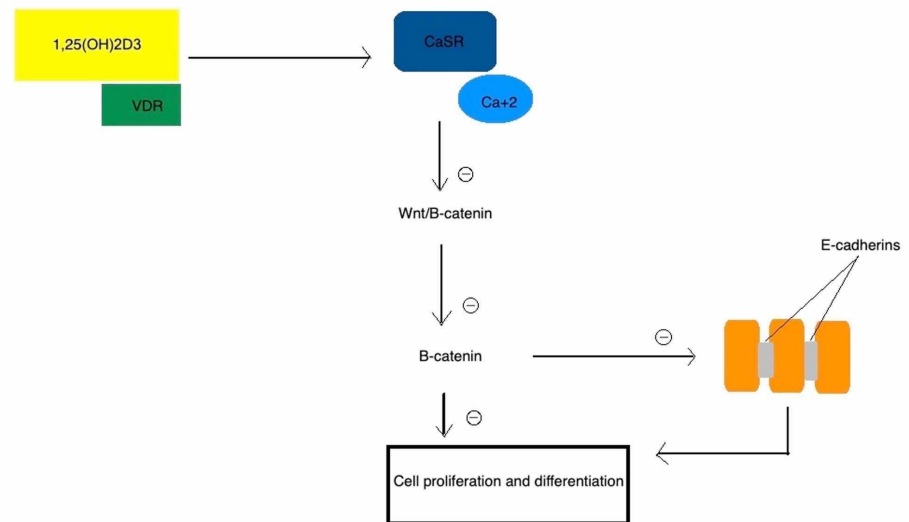 1,25(OH)2D3
CaSR
VDR
Ca+2
Wnt/B-catenin
E-cadherins
B-catenin
Cell proliferation and differentiation